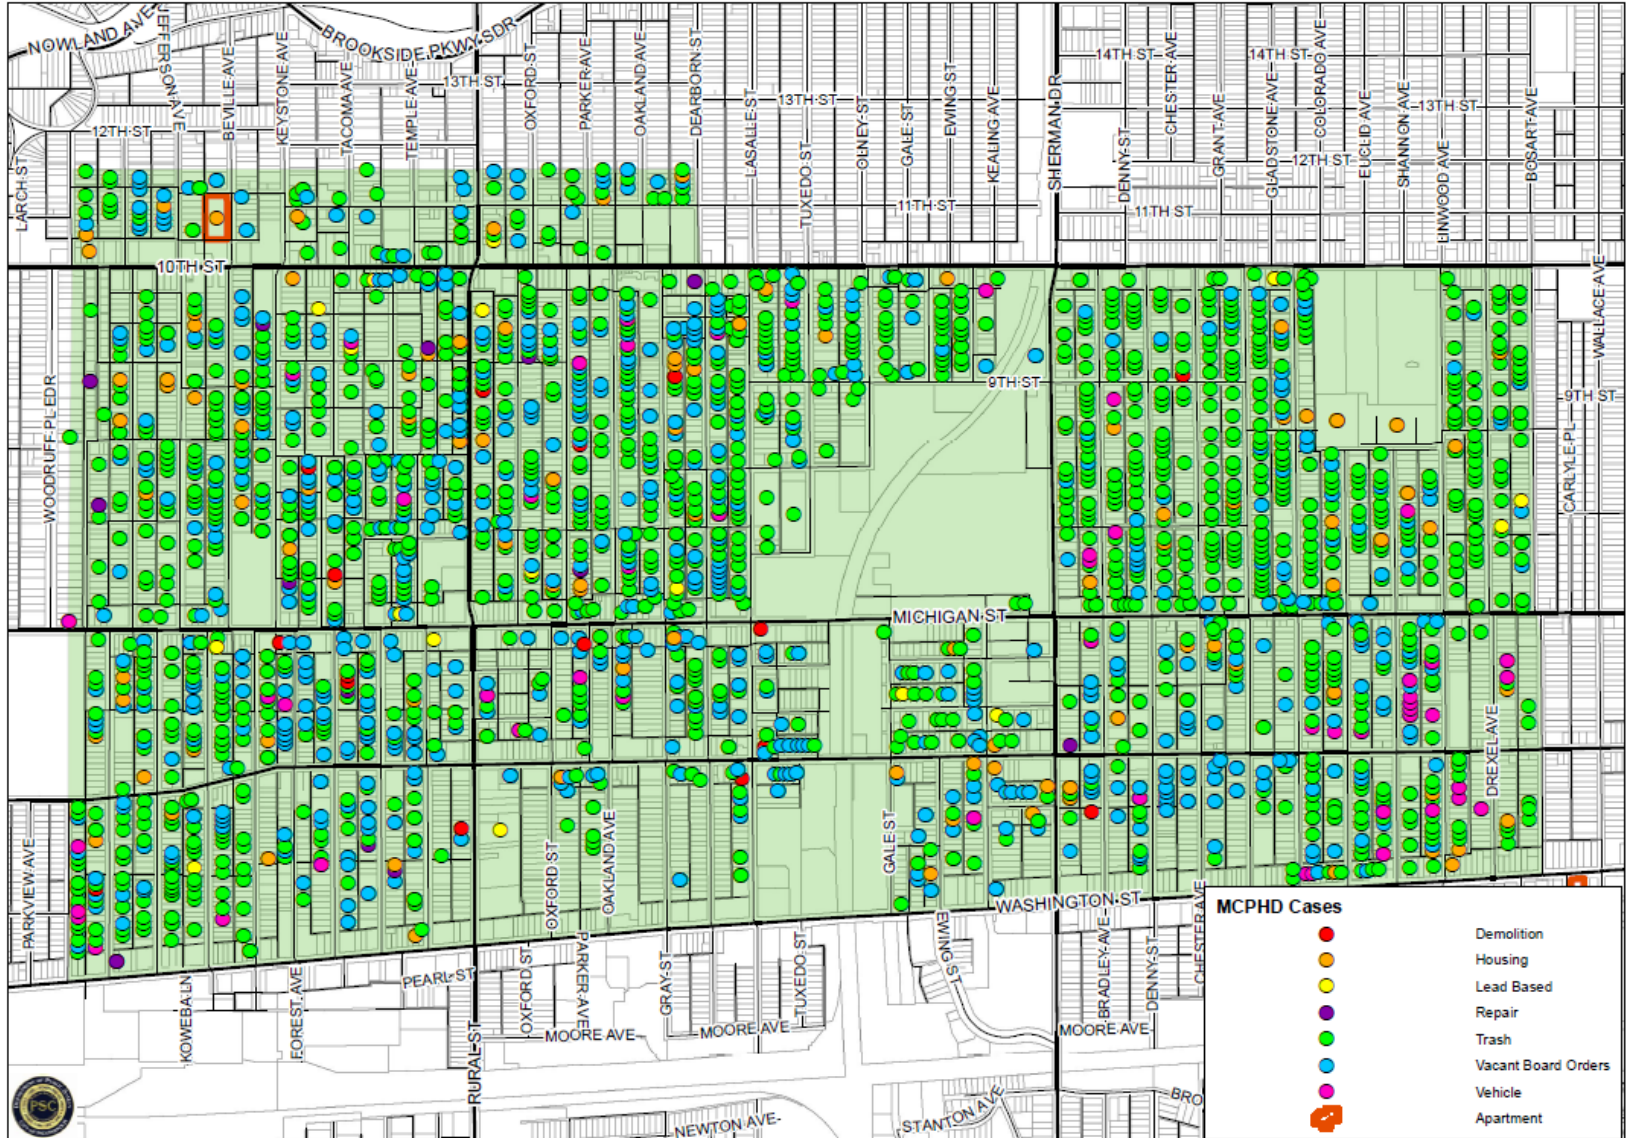 NOWLAND AVE
JEFFERSON AVE
BEVILLE AVE
KEYSTONE AVE
BROOKSIDE PKWY SDR
TACOMA AVE
TEMPLE AVE
13TH ST
OXFORD ST
PARKER AVE
OAKLAND AVE
DEARBORN ST
LASALLE ST
13TH ST
TUXEDO ST
OLNEY ST
GALE ST
EWING ST
KEALING AVE
SHERMAN DR
14TH ST
DENNY ST
CHESTER AVE
GRANT AVE
14TH ST
GLADSTONE AVE
COLORADO AVE
EUCLID AVE
SHANNON AVE
13TH ST
LINWOOD AVE
BOSART AVE
12TH ST
12TH ST
LARCH ST
11TH ST
11TH ST
10TH ST
WALLACE AVE
WOODRUFF PL EDR
9TH ST
9TH ST
CARLYLE PL
MICHIGAN ST
DREXEL AVE
PARKVIEW AVE
OXFORD ST
OAKLAND AVE
GALE ST
WASHINGTON ST
KOWEBA LN
FOREST AVE
PEARL ST
RURAL ST
OXFORD ST
PARKER AVE
MOORE AVE
GRAY ST
MOORE AVE
TUXEDO ST
EWING ST
BRADLEY AVE
DENNY ST
CHESTER AVE
MOORE AVE
NEWTON AVE
STANTON AVE
BRO
PSC
MCPHD Cases
Demolition
Housing
Lead Based
Repair
Trash
Vacant Board Orders
Vehicle
Apartment